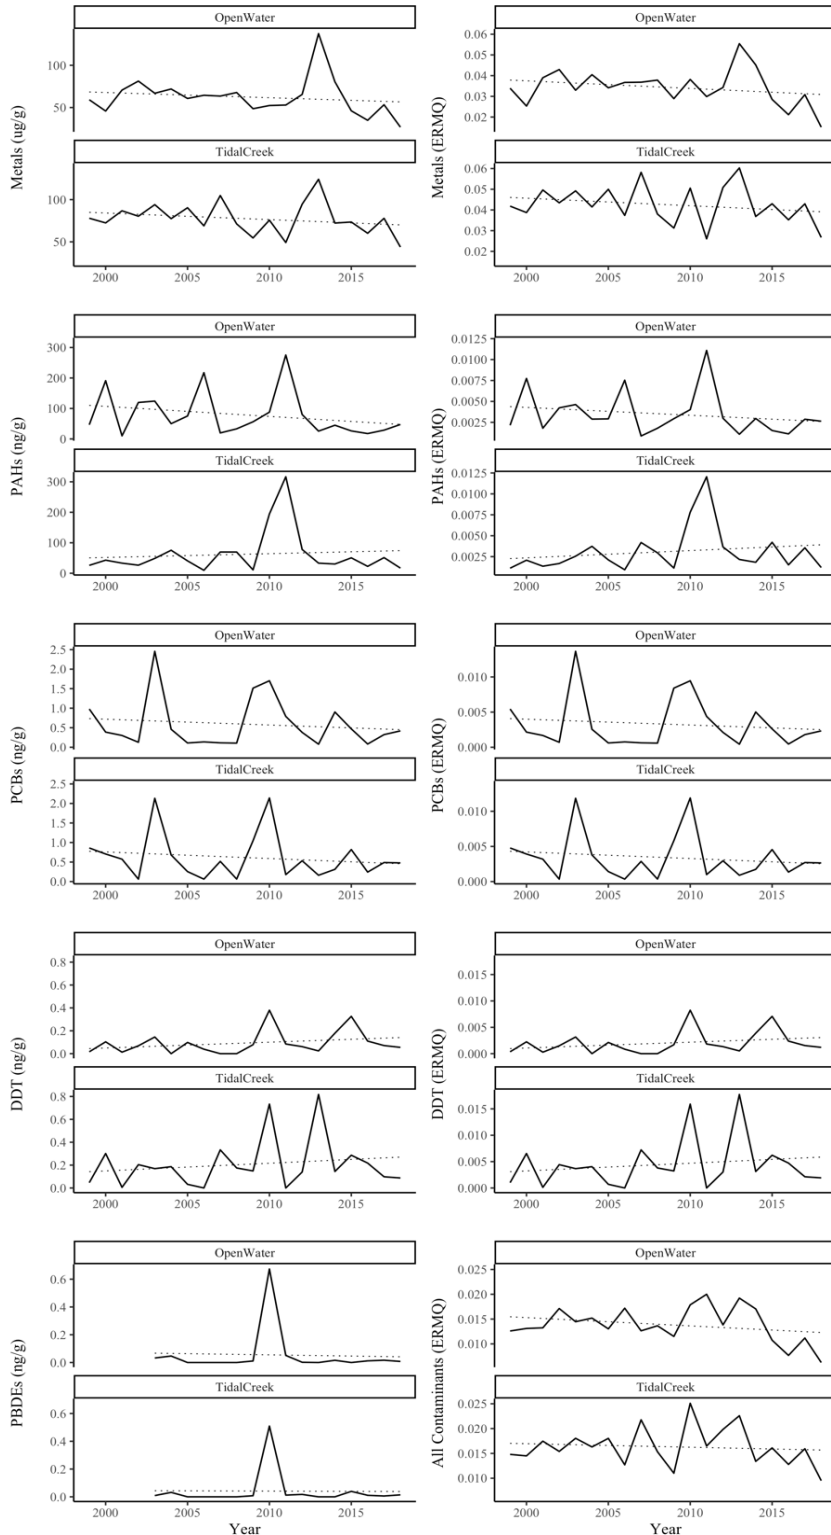 OpenWater
Metals (ug/g)
100
50
TidalCreek
100
50
2000 2005 2010 2015
OpenWater
Metals (ERMQ)
0.06
0.05
0.04
0.03
0.02
TidalCreek
0.06
0.05
0.04
0.03
0.02
2000 2005 2010 2015
OpenWater
PAHs (ng/g)
300
200
100
0
TidalCreek
300
200
100
0
2000 2005 2010 2015
OpenWater
PAHs (ERMQ)
0.0125
0.0100
0.0075
0.0050
0.0025
TidalCreek
0.0125
0.0100
0.0075
0.0050
0.0025
2000 2005 2010 2015
OpenWater
PCBs (ng/g)
2.5
2.0
1.5
1.0
0.5
0.0
TidalCreek
2.5
2.0
1.5
1.0
0.5
0.0
2000 2005 2010 2015
OpenWater
PCBs (ERMQ)
0.010
0.005
0.000
TidalCreek
0.010
0.005
0.000
2000 2005 2010 2015
OpenWater
DDT (ng/g)
0.8
0.6
0.4
0.2
0.0
TidalCreek
0.8
0.6
0.4
0.2
0.0
2000 2005 2010 2015
OpenWater
DDT (ERMQ)
0.015
0.010
0.005
0.000
TidalCreek
0.015
0.010
0.005
0.000
2000 2005 2010 2015
OpenWater
PBDEs (ng/g)
0.6
0.4
0.2
0.0
TidalCreek
0.6
0.4
0.2
0.0
2000 2005 2010 2015
Year
OpenWater
All Contaminants (ERMQ)
0.025
0.020
0.015
0.010
TidalCreek
0.025
0.020
0.015
0.010
2000 2005 2010 2015
Year